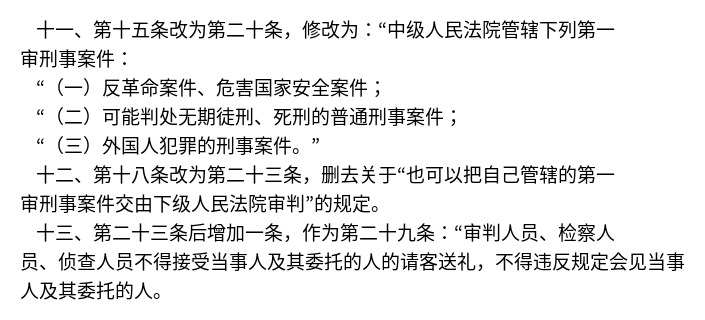 十一、第十五条改为第二十条，修改为：“中级人民法院管辖下列第一
审刑事案件：
“（一）反革命案件、危害国家安全案件；
“（二）可能判处无期徒刑、死刑的普通刑事案件；
“（三）外国人犯罪的刑事案件。”
十二、第十八条改为第二十三条，删去关于“也可以把自己管辖的第一
审刑事案件交由下级人民法院审判”的规定。
十三、第二十三条后增加一条，作为第二十九条：“审判人员、检察人
员、侦查人员不得接受当事人及其委托的人的请客送礼，不得违反规定会见当事
人及其委托的人。